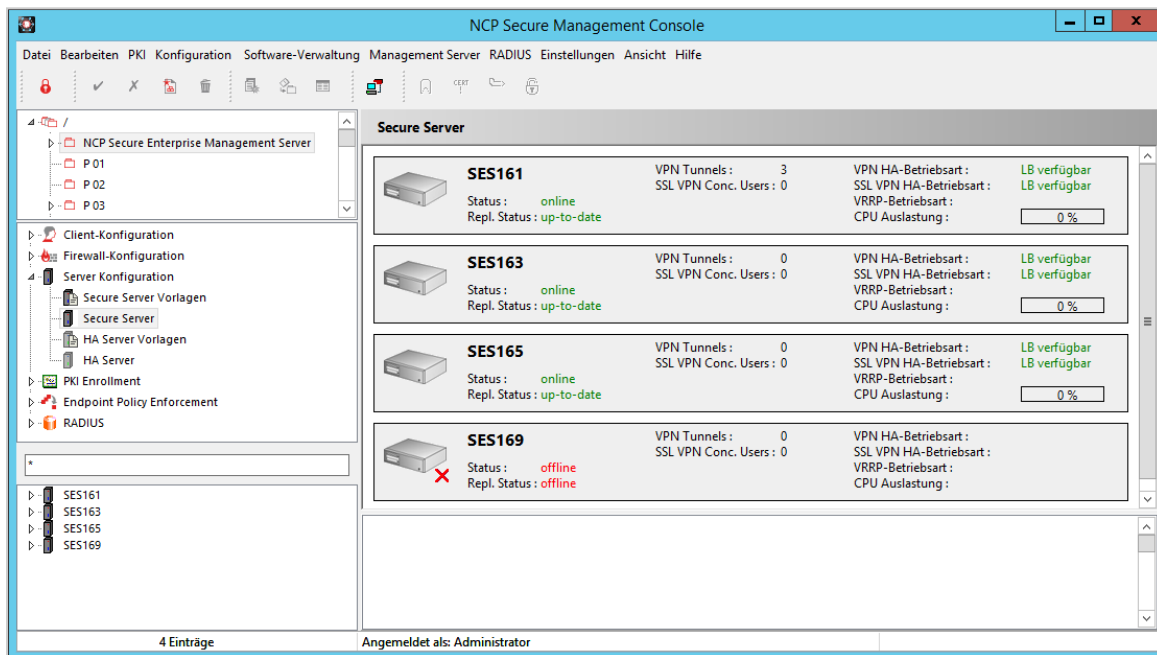 NCP Secure Management Console
Datei Bearbeiten PKI Konfiguration Software-Verwaltung Management Server RADIUS Einstellungen Ansicht Hilfe
CERT
/
NCP Secure Enterprise Management Server
P 01
P 02
P 03
Client-Konfiguration
Firewall-Konfiguration
Server Konfiguration
Secure Server Vorlagen
Secure Server
HA Server Vorlagen
HA Server
PKI Enrollment
Endpoint Policy Enforcement
RADIUS
*
SES161
SES163
SES165
SES169
4 Einträge
Secure Server
SES161
Status : online
Repl. Status : up-to-date
VPN Tunnels : 3
SSL VPN Conc. Users : 0
VPN HA-Betriebsart : LB verfügbar
SSL VPN HA-Betriebsart : LB verfügbar
VRRP-Betriebsart :
CPU Auslastung : 0 %
SES163
Status : online
Repl. Status : up-to-date
VPN Tunnels : 0
SSL VPN Conc. Users : 0
VPN HA-Betriebsart : LB verfügbar
SSL VPN HA-Betriebsart : LB verfügbar
VRRP-Betriebsart :
CPU Auslastung : 0 %
SES165
Status : online
Repl. Status : up-to-date
VPN Tunnels : 0
SSL VPN Conc. Users : 0
VPN HA-Betriebsart : LB verfügbar
SSL VPN HA-Betriebsart : LB verfügbar
VRRP-Betriebsart :
CPU Auslastung : 0 %
SES169
Status : offline
Repl. Status : offline
VPN Tunnels : 0
SSL VPN Conc. Users : 0
VPN HA-Betriebsart :
SSL VPN HA-Betriebsart :
VRRP-Betriebsart :
CPU Auslastung :
Angemeldet als: Administrator